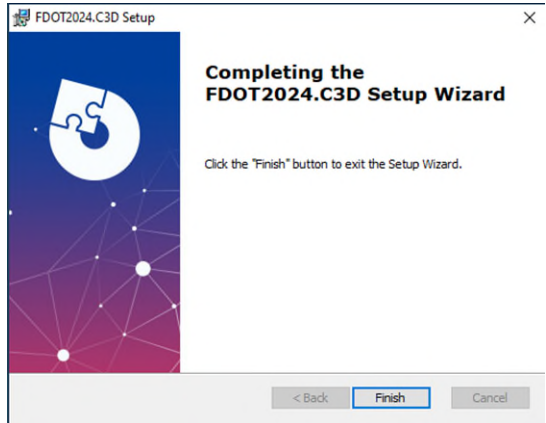 FDOT2024.C3D Setup
Completing the
FDOT2024.C3D Setup Wizard
Click the "Finish" button to exit the Setup Wizard.
< Back
Finish
Cancel